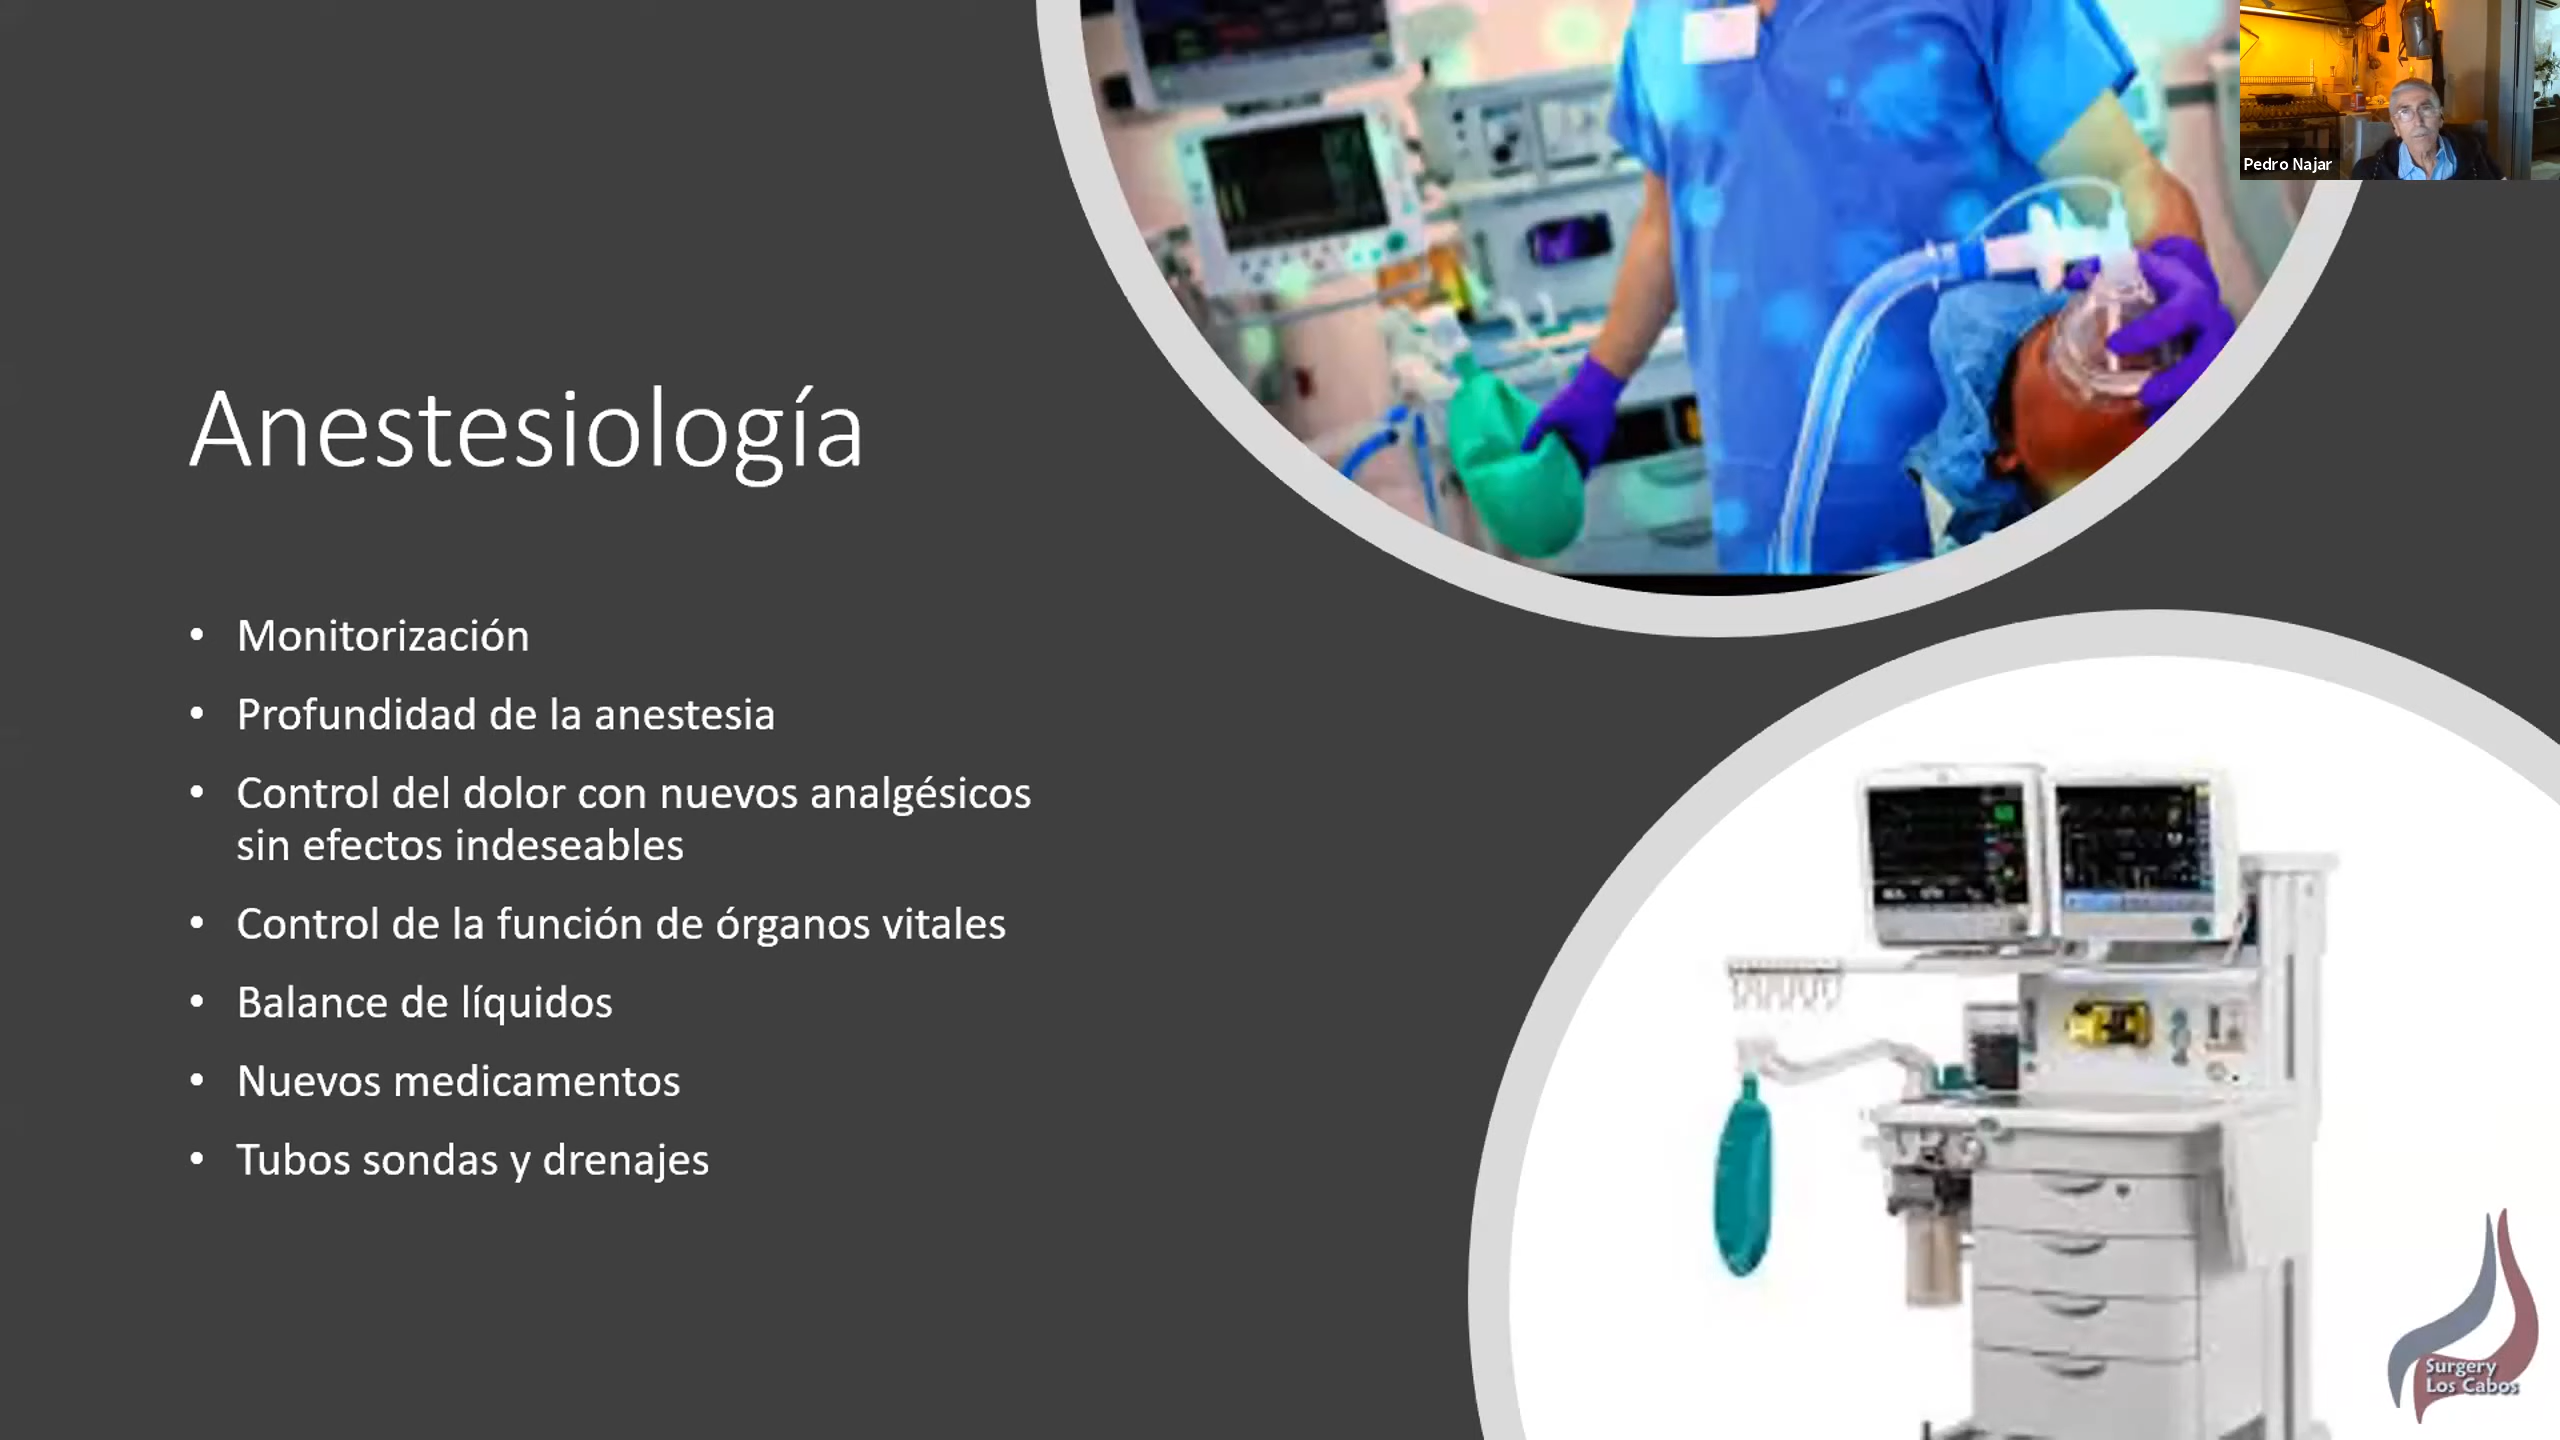 Pedro Najar
Anestesiología
• Monitorización
• Profundidad de la anestesia
• Control del dolor con nuevos analgésicos
sin efectos indeseables
• Control de la función de órganos vitales
• Balance de líquidos
• Nuevos medicamentos
• Tubos sondas y drenajes
Surgery
Los Cabos